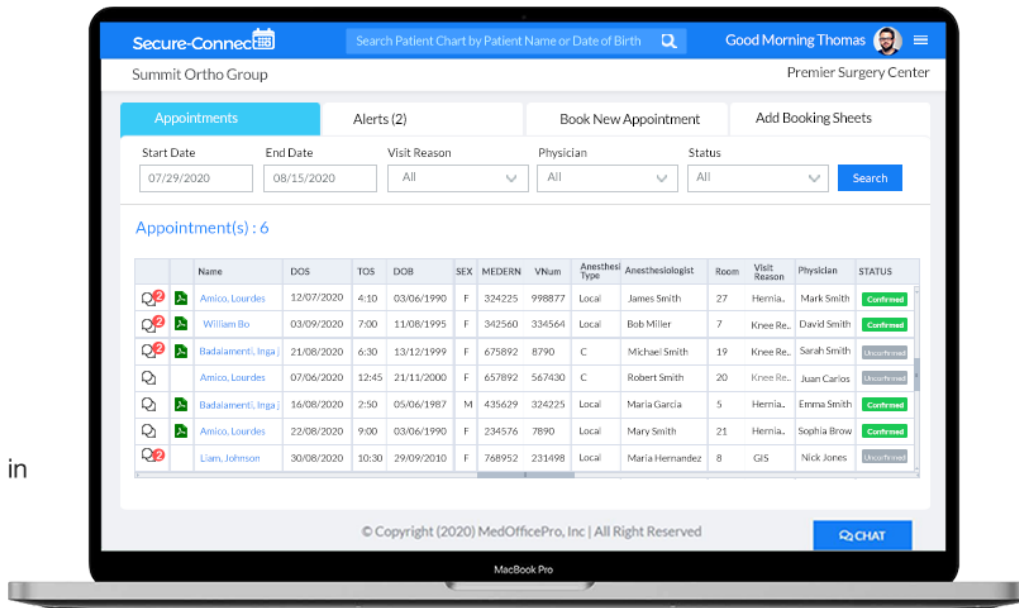 Secure-Connec
Search Patient Chart by Patient Name or Date of Birth
Good Morning Thomas
Summit Ortho Group
Premier Surgery Center
Appointments
Alerts (2)
Book New Appointment
Add Booking Sheets
Start Date End Date Visit Reason Physician Status
07/29/2020 08/15/2020 All All All Search
Appointment(s) : 6
Name DOS TOS DOB SEX MEDERN VNum Anesthesi Type Anesthesiologist Room Visit Reason Physician STATUS
2 Amico, Lourdes 12/07/2020 4:10 03/06/1990 F 324225 998877 Local James Smith 27 Hernia.. Mark Smith Confirmed
2 William Bo 03/09/2020 7:00 11/08/1995 F 342560 334564 Local Bob Miller 7 Knee Re.. David Smith Confirmed
2 Badalamenti, Inga j 21/08/2020 6:30 13/12/1999 F 675892 8790 C Michael Smith 19 Knee Re.. Sarah Smith Unconfirmed
Amico, Lourdes 07/06/2020 12:45 21/11/2000 F 657892 567430 C Robert Smith 20 Knee Re.. Juan Carlos Unconfirmed
Badalamenti, Inga j 16/08/2020 2:50 05/06/1987 M 435629 324225 Local Maria Garcia 5 Hernia.. Emma Smith Confirmed
Amico, Lourdes 22/08/2020 9:00 03/06/1990 F 234576 7890 Local Mary Smith 21 Hernia.. Sophia Brow Confirmed
2 Liam, Johnson 30/08/2020 10:30 29/09/2010 F 768952 231498 Local Maria Hernandez 8 GIS Nick Jones Unconfirmed
in
© Copyright (2020) MedOfficePro, Inc | All Right Reserved
CHAT
MacBook Pro